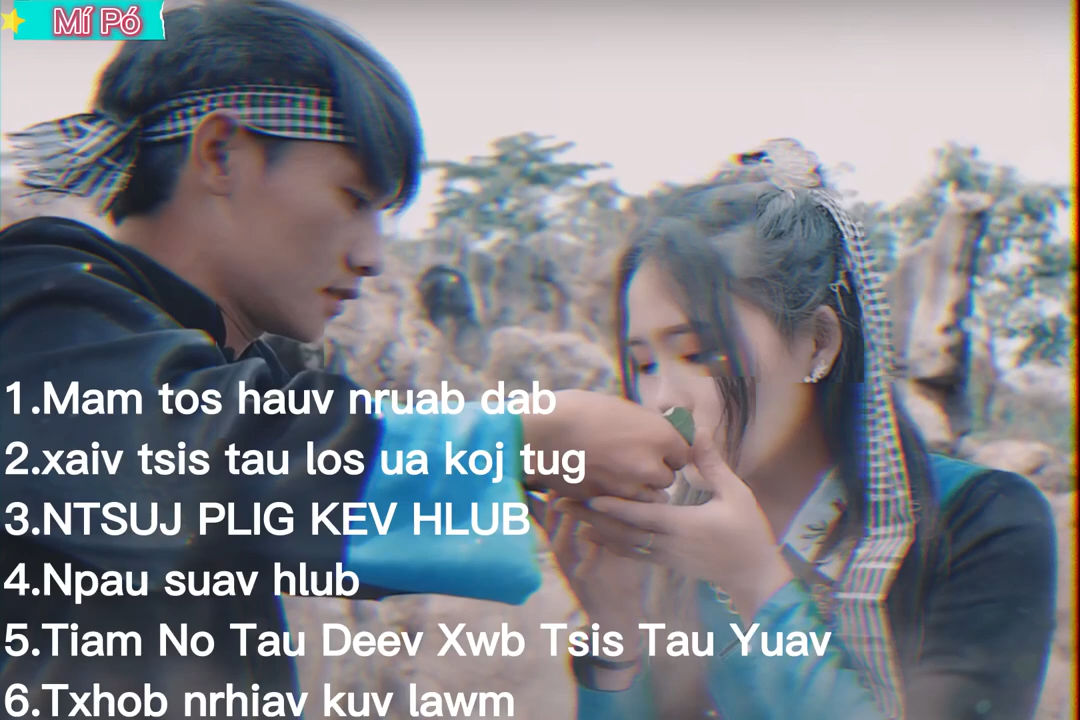 Mí Pó
1.Mam tos hauv nruab dab
2.xaiv tsis tau los ua koj tug
3.NTSUJ PLIG KEV HLUB
4.Npau suav hlub
5.Tiam No Tau Deev Xwb Tsis Tau Yuav
6.Txhob nrhiav kuv lawm